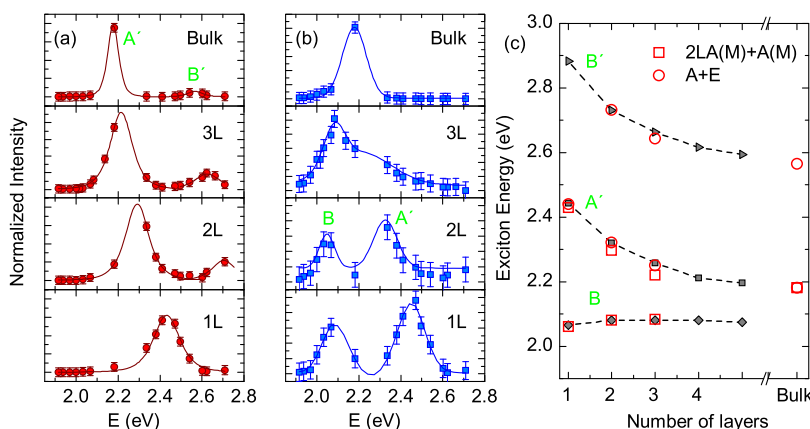 (a)
A´
Bulk
B´
3L
2L
1L
Normalized Intensity
2.0 2.2 2.4 2.6 2.8
E (eV)
(b)
Bulk
3L
B
A´
2L
1L
2.0 2.2 2.4 2.6 2.8
E (eV)
(c)
3.0
2.8
2.6
2.4
2.2
2.0
Exciton Energy (eV)
B´
A´
B
2LA(M)+A(M)
A+E
1 2 3 4 Bulk
Number of layers